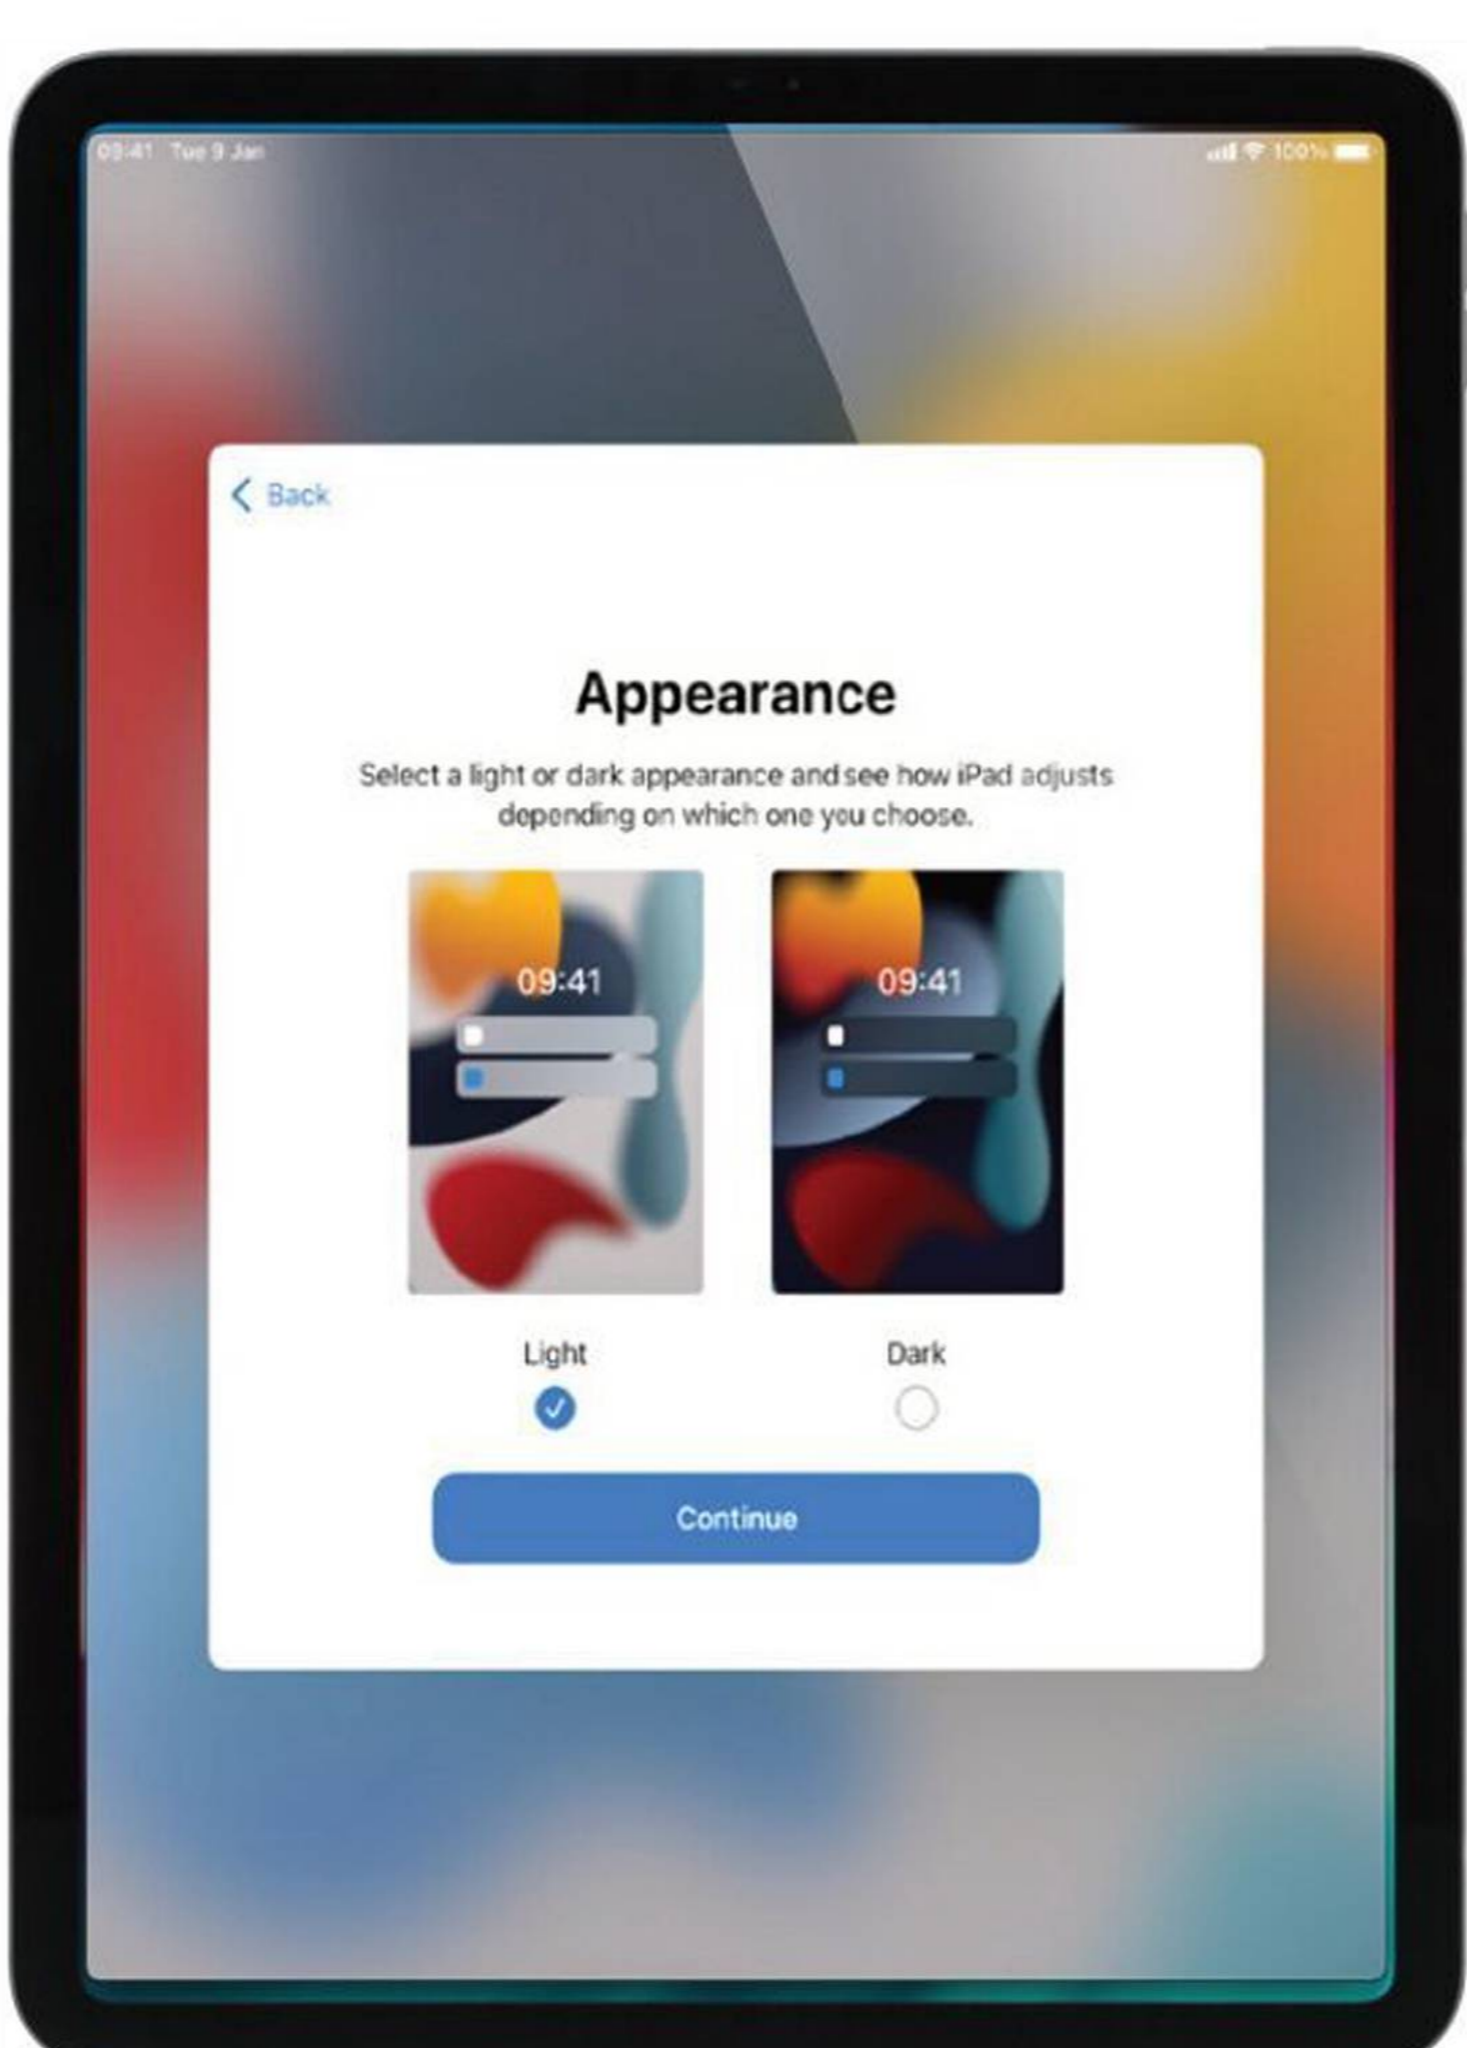 09:41 Tue 9 Jan 100%
Back
Appearance
Select a light or dark appearance and see how iPad adjusts
depending on which one you choose.
09:41 09:41
Light Dark
Continue